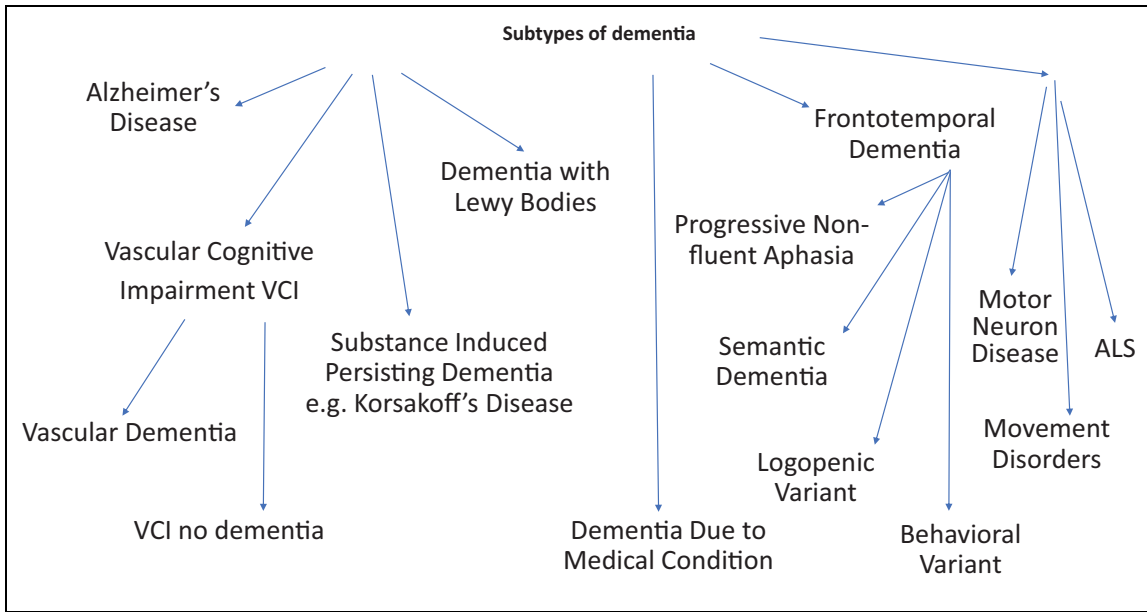 Subtypes of dementia
Alzheimer's
Disease
Dementia with
Lewy Bodies
Vascular Cognitive
Impairment VCI
Substance Induced
Persisting Dementia
e.g. Korsakoff's Disease
Vascular Dementia
VCI no dementia
Dementia Due to
Medical Condition
Frontotemporal
Dementia
Progressive Non-
fluent Aphasia
Semantic
Dementia
Logopenic
Variant
Behavioral
Variant
Motor
Neuron
Disease
Movement
Disorders
ALS